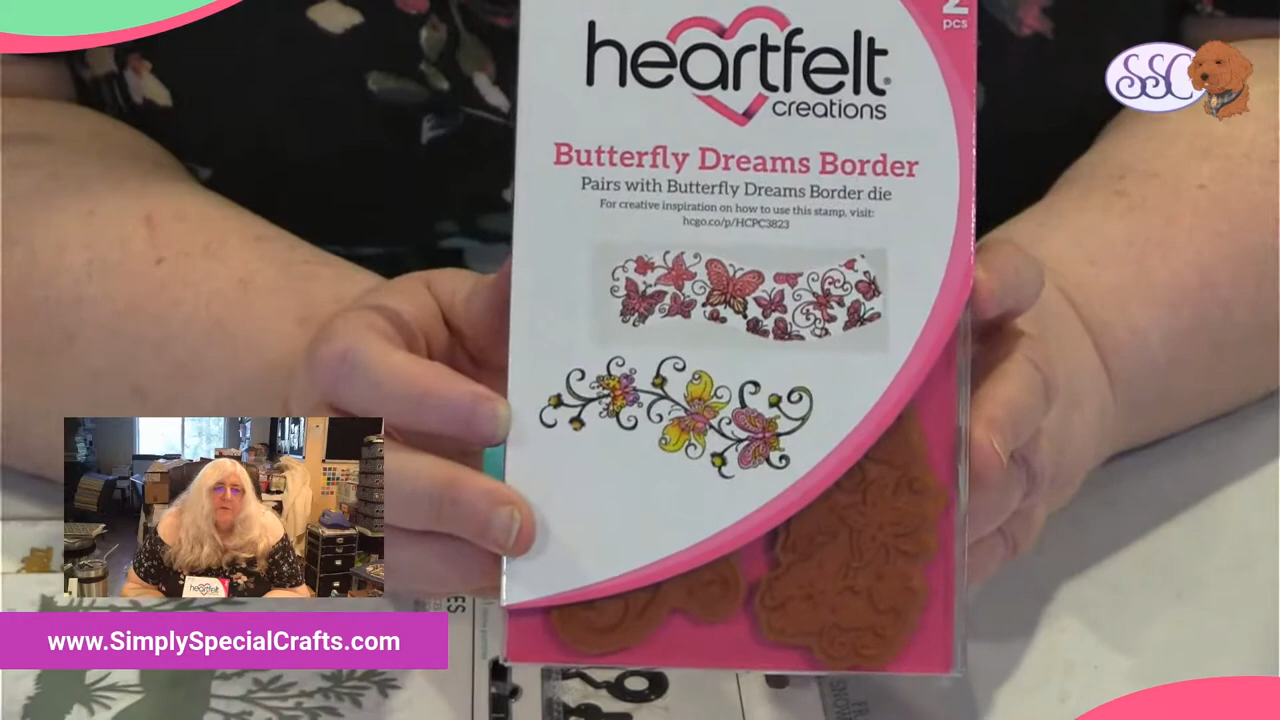 2
pcs
heartfelt
creations
SSC
Butterfly Dreams Border
Pairs with Butterfly Dreams Border die
For creative inspiration on how to use this stamp, visit:
hcgo.co/p/HCPC3823
heartfelt
www.SimplySpecialCrafts.com